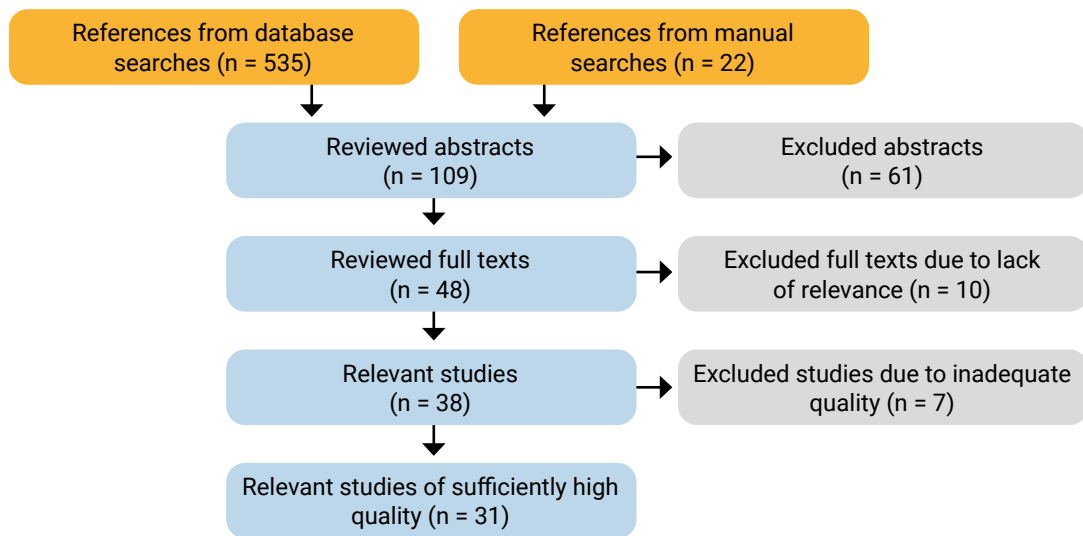 References from database
searches (n = 535)
References from manual
searches (n = 22)
Reviewed abstracts
(n = 109)
Excluded abstracts
(n = 61)
Reviewed full texts
(n = 48)
Excluded full texts due to lack
of relevance (n = 10)
Relevant studies
(n = 38)
Excluded studies due to inadequate
quality (n = 7)
Relevant studies of sufficiently high
quality (n = 31)